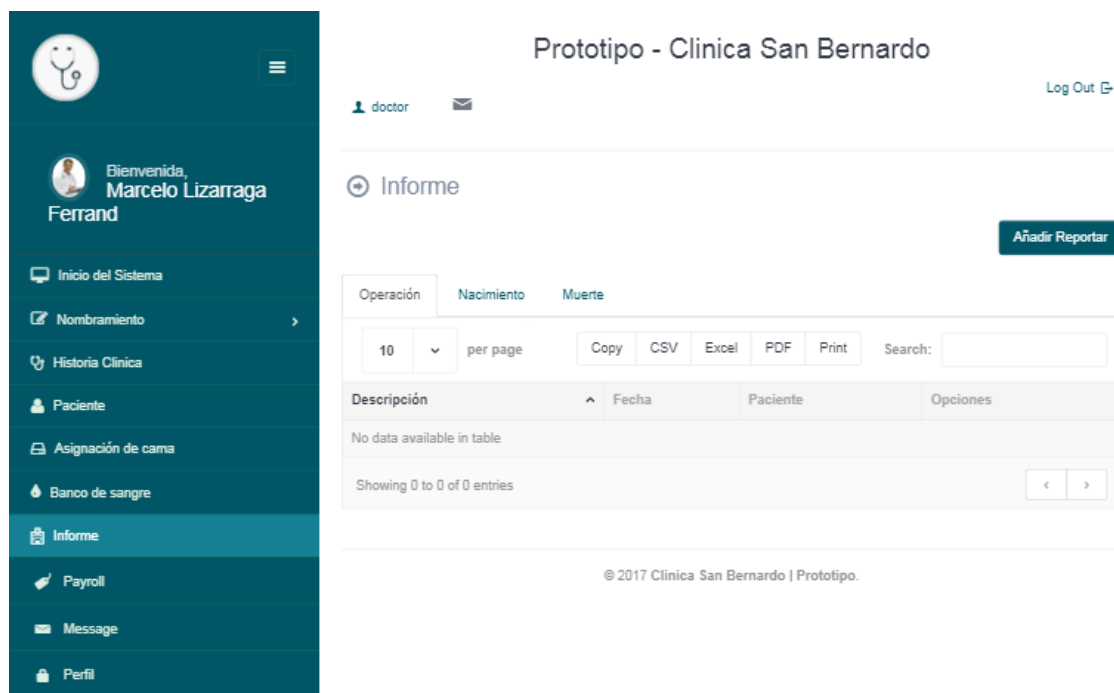 Bienvenida,
Marcelo Lizarraga
Ferrand
Inicio del Sistema
Nombramiento
Historia Clinica
Paciente
Asignación de cama
Banco de sangre
Informe
Payroll
Message
Perfil
Prototipo - Clinica San Bernardo
doctor
Log Out
Informe
Añadir Reportar
Operación Nacimiento Muerte
10 per page Copy CSV Excel PDF Print Search:
Descripción Fecha Paciente Opciones
No data available in table
Showing 0 to 0 of 0 entries
© 2017 Clinica San Bernardo | Prototipo.